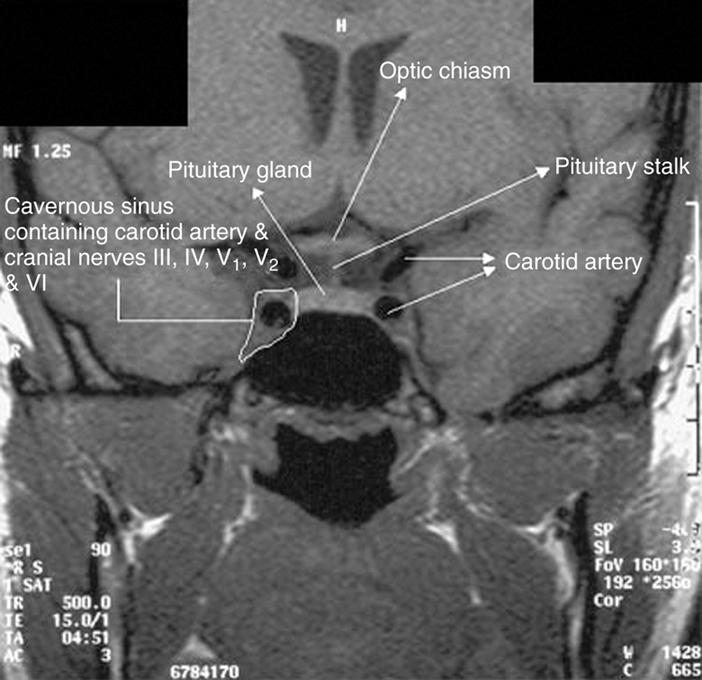 H
Optic chiasm
MF 1.25
Pituitary gland
Pituitary stalk
Cavernous sinus
containing carotid artery &
cranial nerves III, IV, V1, V2
& VI
Carotid artery
R
se1 90
*R S
SAT
TR 500.0
TE 15.0/1
TA 04:51
AC 3
6784170
SP
SL
FoV
192 *256o
Cor
W 1428
C 665